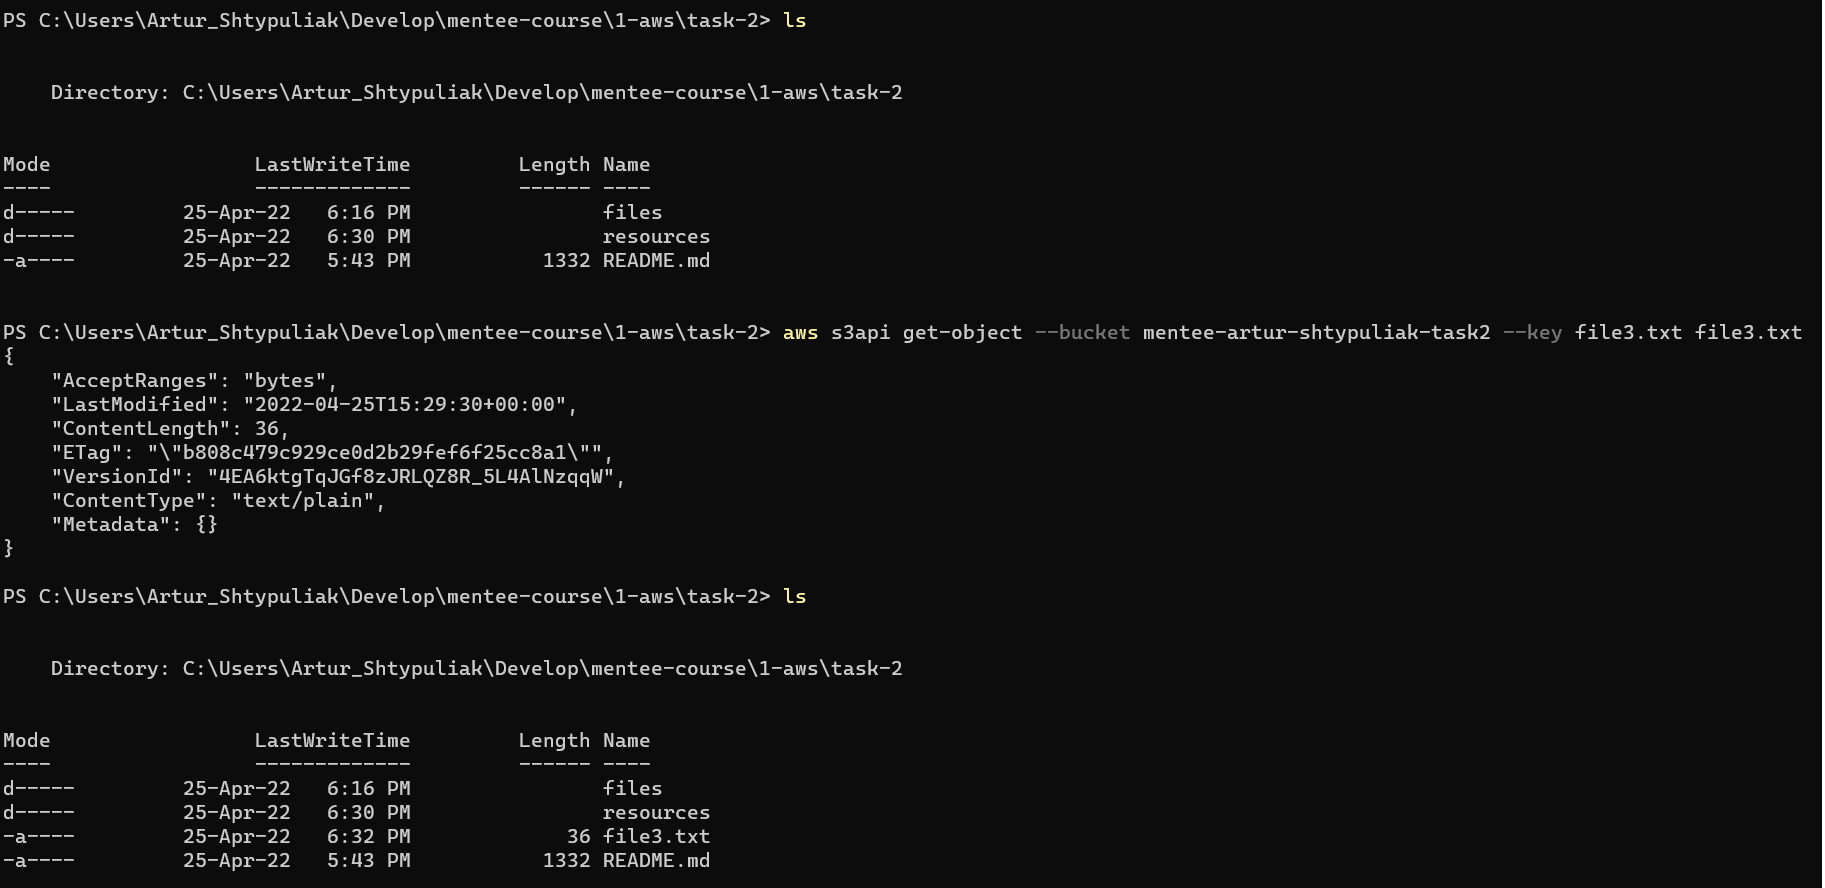 PS C:\Users\Artur_Shtypuliak\Develop\mentee-course\1-aws\task-2> ls
Directory: C:\Users\Artur_Shtypuliak\Develop\mentee-course\1-aws\task-2
Mode                 LastWriteTime         Length Name
----                 -------------         ------ ----
d-----         25-Apr-22   6:16 PM                files
d-----         25-Apr-22   6:30 PM                resources
-a----         25-Apr-22   5:43 PM           1332 README.md
PS C:\Users\Artur_Shtypuliak\Develop\mentee-course\1-aws\task-2> aws s3api get-object --bucket mentee-artur-shtypuliak-task2 --key file3.txt file3.txt
{
    "AcceptRanges": "bytes",
    "LastModified": "2022-04-25T15:29:30+00:00",
    "ContentLength": 36,
    "ETag": "\"b808c479c929ce0d2b29fef6f25cc8a1\"",
    "VersionId": "4EA6ktgTqJGf8zJRLQZ8R_5L4AlNzqqW",
    "ContentType": "text/plain",
    "Metadata": {}
}
PS C:\Users\Artur_Shtypuliak\Develop\mentee-course\1-aws\task-2> ls
Directory: C:\Users\Artur_Shtypuliak\Develop\mentee-course\1-aws\task-2
Mode                 LastWriteTime         Length Name
----                 -------------         ------ ----
d-----         25-Apr-22   6:16 PM                files
d-----         25-Apr-22   6:30 PM                resources
-a----         25-Apr-22   6:32 PM             36 file3.txt
-a----         25-Apr-22   5:43 PM           1332 README.md